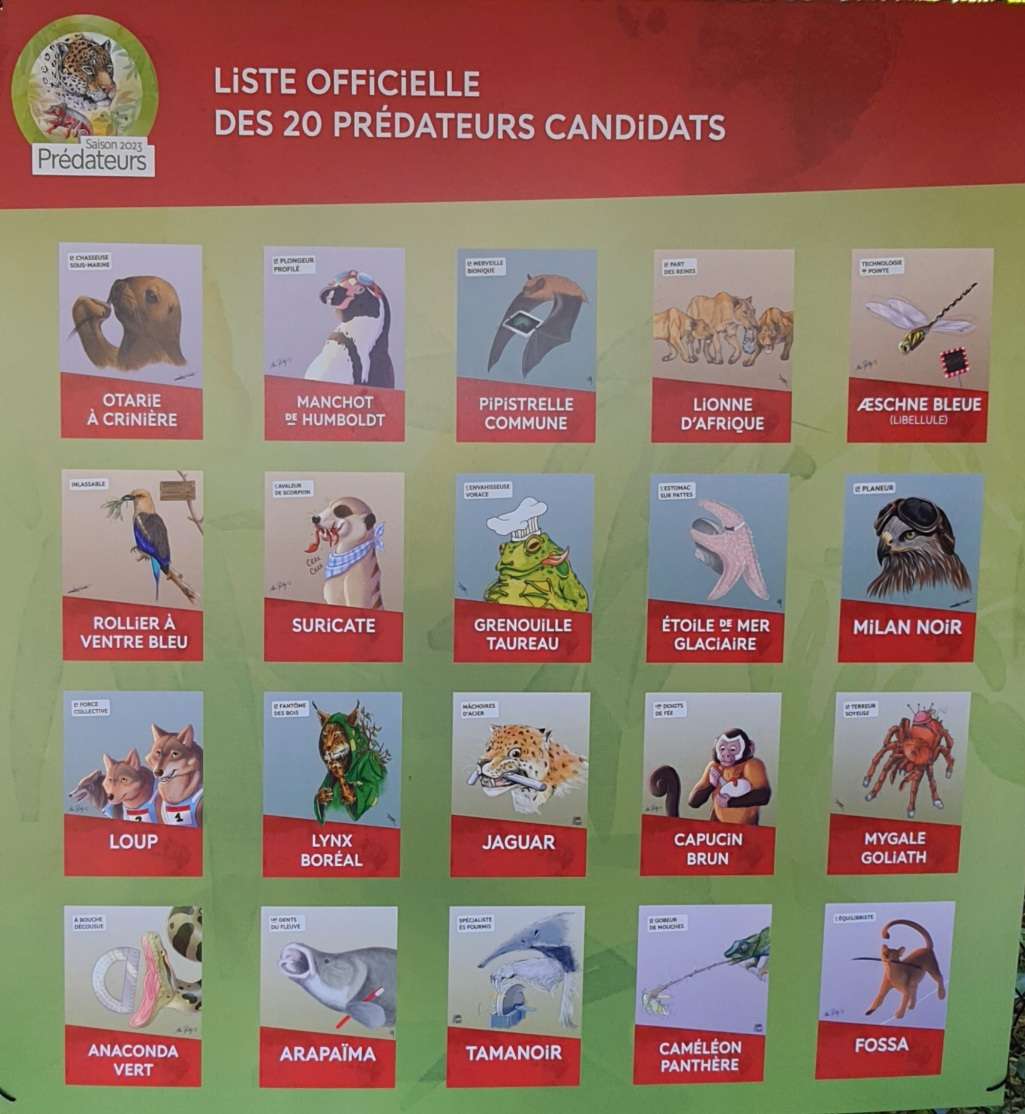 LiSTE OFFiCiELLE
DES 20 PRÉDATEURS CANDiDATS
Saison 2023
Prédateurs
LA CHASSEUSE
SOUS-MARINE
OTARiE
À CRiNiÈRE
LE PLONGEUR
PROFILÉ
MANCHOT
DE HUMBOLDT
LA MERVEILLE
BIONIQUE
PiPiSTRELLE
COMMUNE
LA PART
DES REINES
LiONNE
D'AFRiQUE
TECHNOLOGIE
DE POINTE
ÆSCHNE BLEUE
(LIBELLULE)
INLASSABLE
ROLLiER À
VENTRE BLEU
L'AVALEUR
DE SCORPION
SURiCATE
L'ENVAHISSEUSE
VORACE
GRENOUiLLE
TAUREAU
L'ESTOMAC
SUR PATTES
ÉTOiLE DE MER
GLACiAiRE
LE PLANEUR
MiLAN NOiR
LA FORCE
COLLECTIVE
LOUP
LE FANTÔME
DES BOIS
LYNX
BORÉAL
MÂCHOIRES
D'ACIER
JAGUAR
LES DOIGTS
DE FÉE
CAPUCiN
BRUN
LA TERREUR
SOYEUSE
MYGALE
GOLiATH
À BOUCHE
DÉCOUSUE
ANACONDA
VERT
LES DENTS
DU FLEUVE
ARAPAÏMA
SPÉCIALISTE
ES FOURMIS
TAMANOiR
LE GOBEUR
DE MOUCHES
CAMÉLÉON
PANTHÈRE
L'ÉQUILIBRISTE
FOSSA